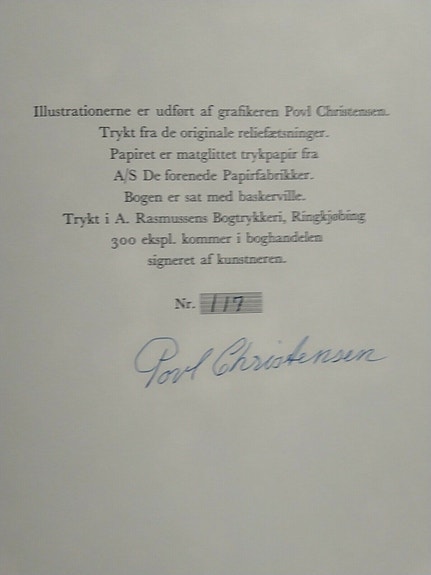 Illustrationerne er udført af grafikeren Povl Christensen.
Trykt fra de originale reliefætsninger.
Papiret er matglittet trykpapir fra
A/S De forenede Papirfabrikker.
Bogen er sat med baskerville.
Trykt i A. Rasmussens Bogtrykkeri, Ringkjøbing
300 ekspl. kommer i boghandelen
signeret af kunstneren.
Nr. 117
Povl Christensen